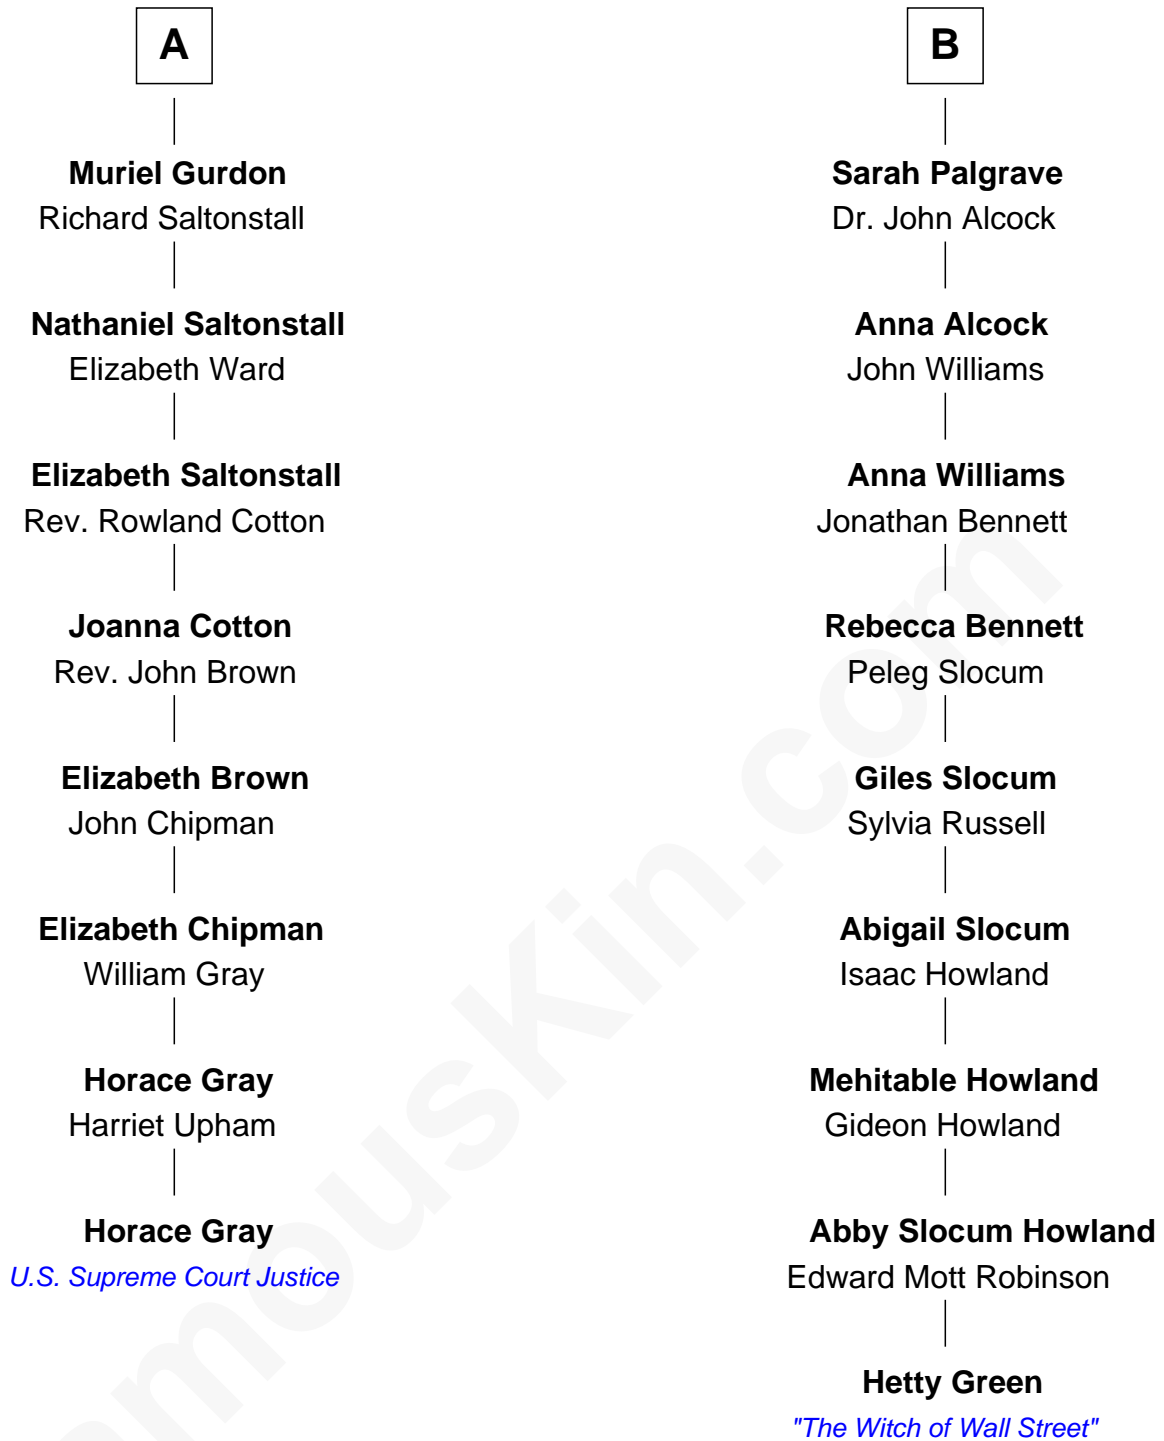 A
Muriel Gurdon
Richard Saltonstall
Nathaniel Saltonstall
Elizabeth Ward
Elizabeth Saltonstall
Rev. Rowland Cotton
Joanna Cotton
Rev. John Brown
Elizabeth Brown
John Chipman
Elizabeth Chipman
William Gray
Horace Gray
Harriet Upham
Horace Gray
U.S. Supreme Court Justice
B
Sarah Palgrave
Dr. John Alcock
Anna Alcock
John Williams
Anna Williams
Jonathan Bennett
Rebecca Bennett
Peleg Slocum
Giles Slocum
Sylvia Russell
Abigail Slocum
Isaac Howland
Mehitable Howland
Gideon Howland
Abby Slocum Howland
Edward Mott Robinson
Hetty Green
"The Witch of Wall Street"
amousKin.com